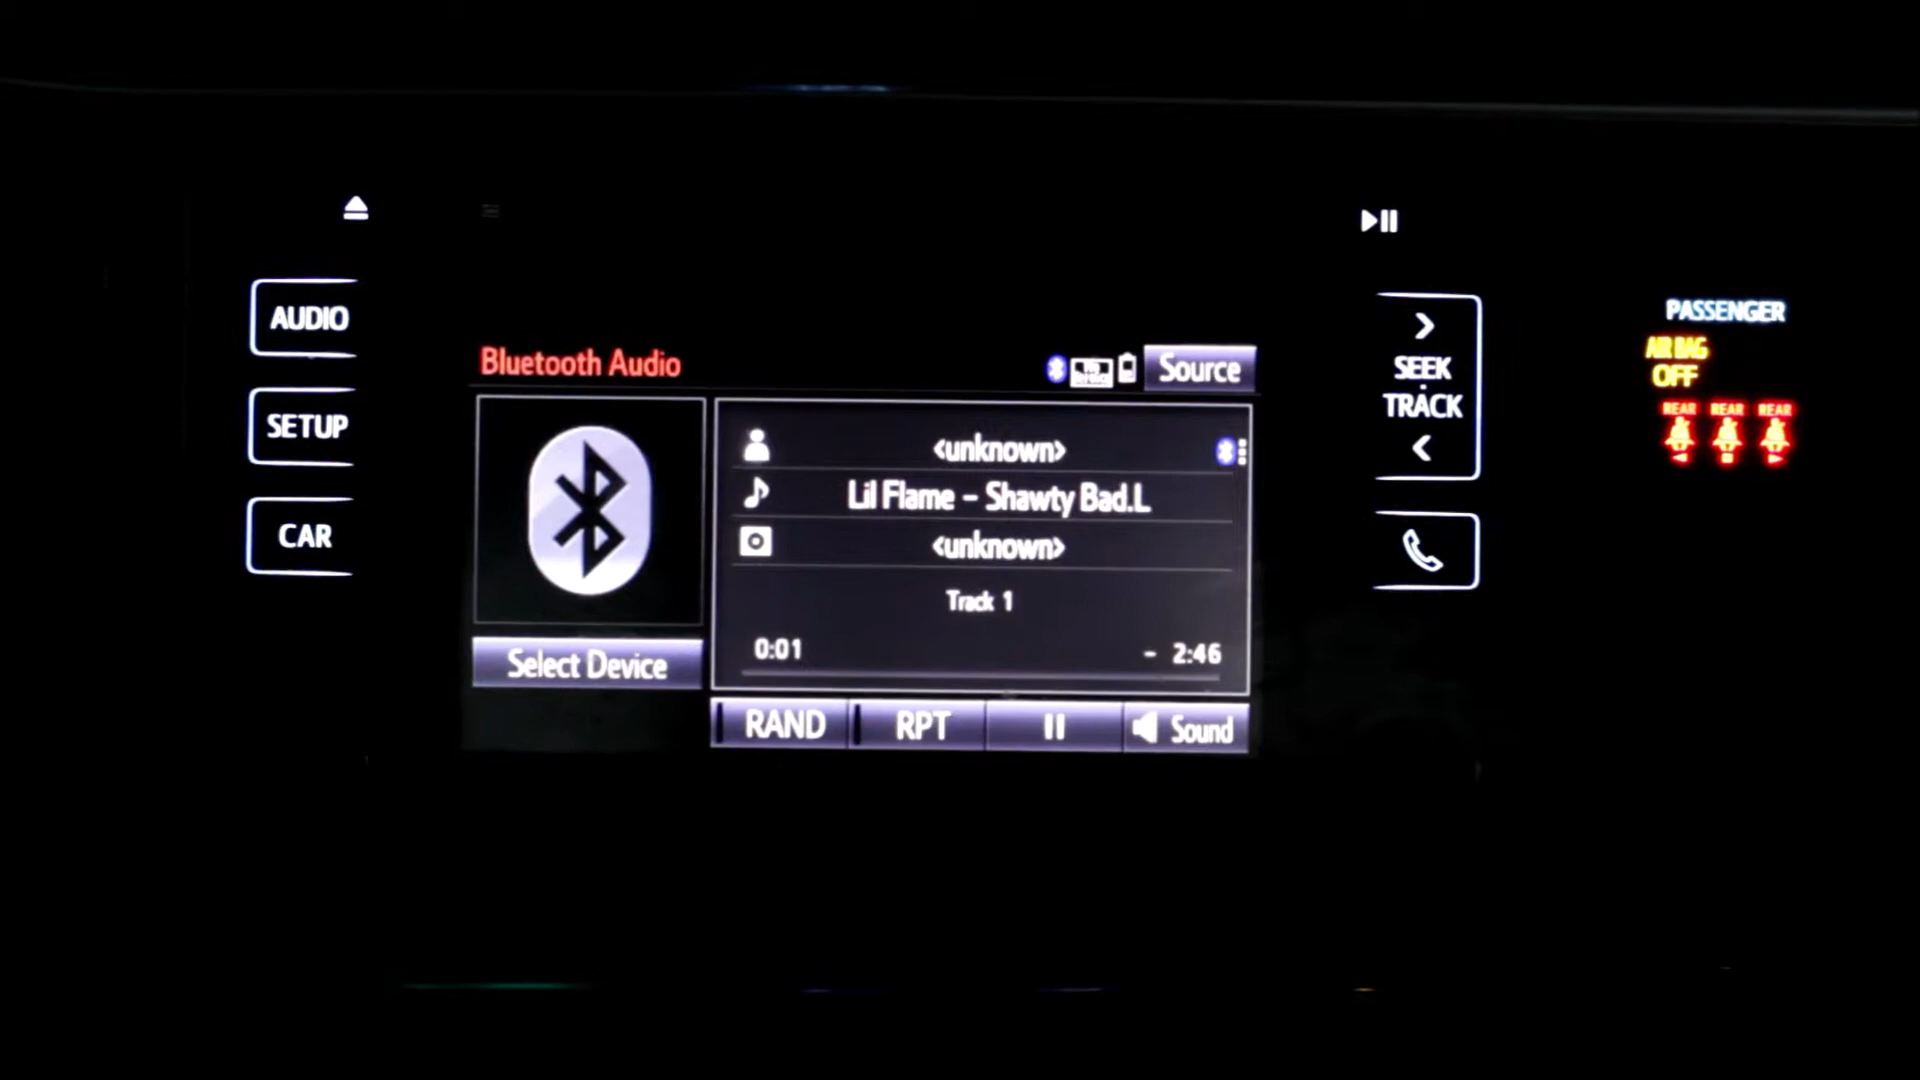 AUDIO
SETUP
CAR
Bluetooth Audio
Source
<unknown>
Lil Flame - Shawty Bad.L
<unknown>
Track 1
0:01
- 2:46
Select Device
RAND
RPT
Sound
>
SEEK
TRACK
<
PASSENGER
AIR BAG
OFF
REAR REAR REAR